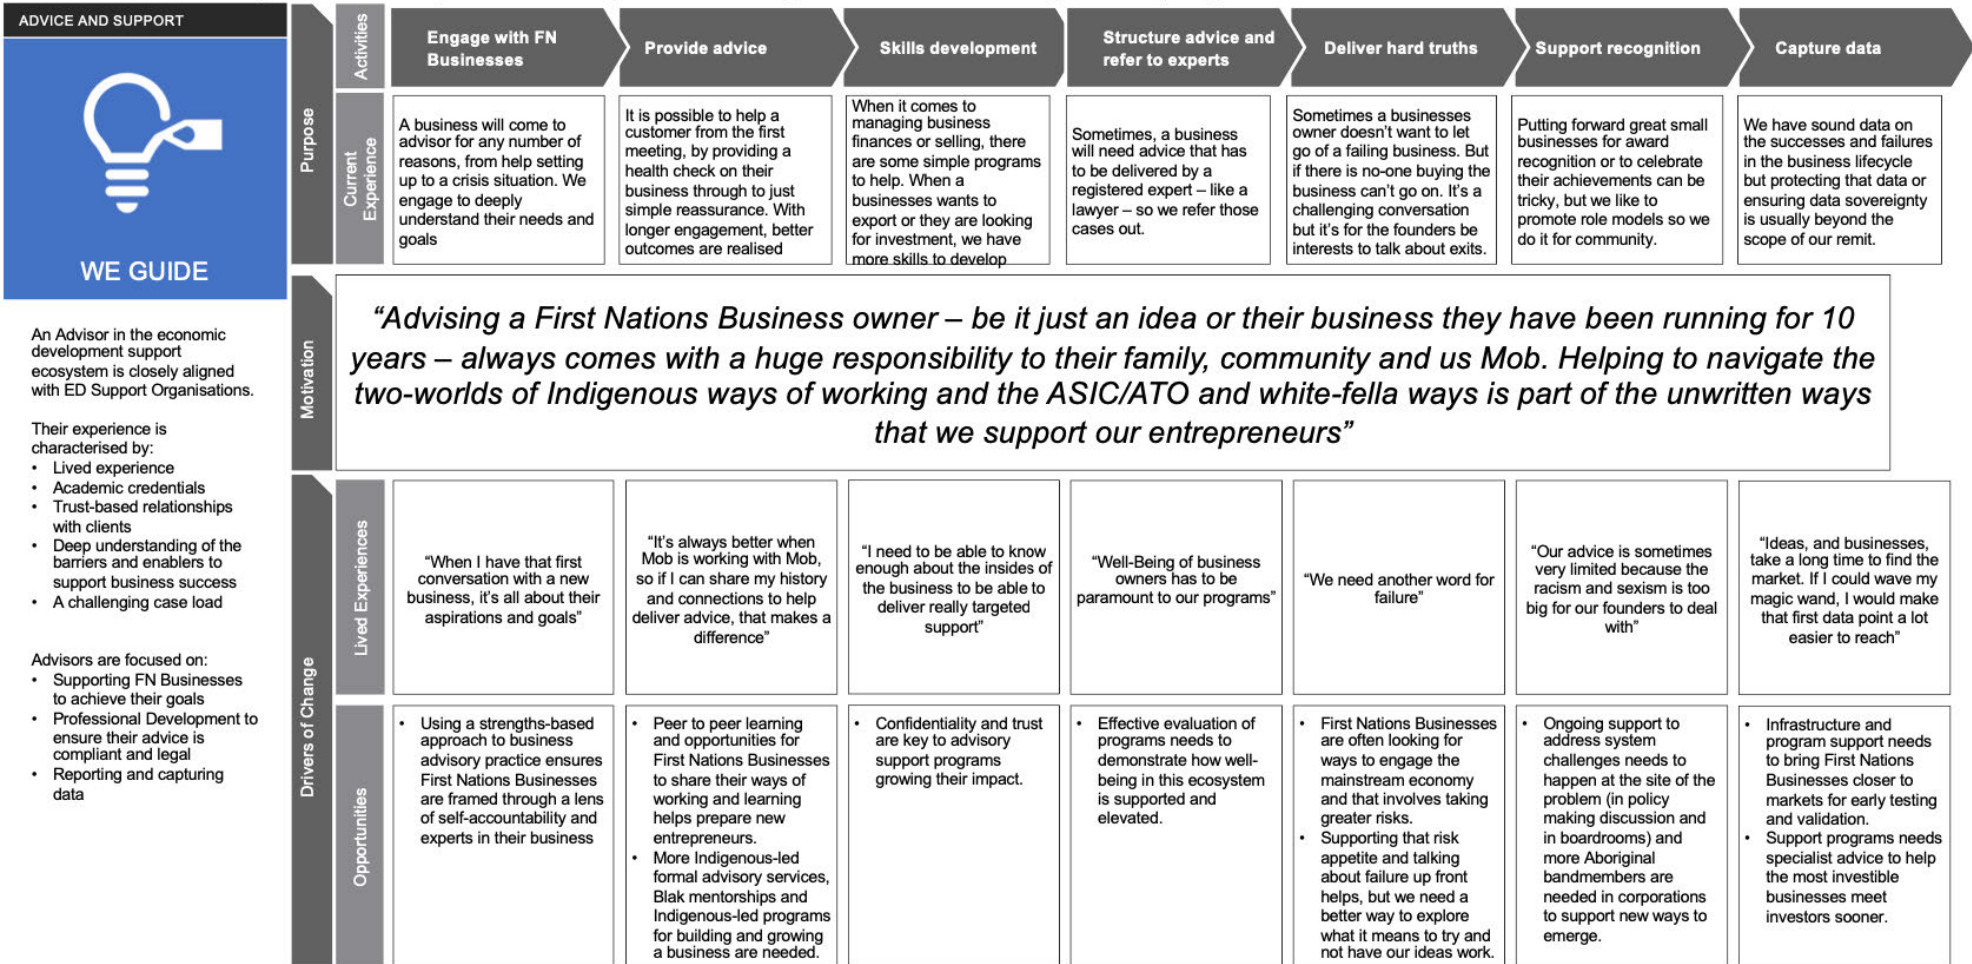 ADVICE AND SUPPORT
WE GUIDE
An Advisor in the economic
development support
ecosystem is closely aligned
with ED Support Organisations.
Their experience is
characterised by:
• Lived experience
• Academic credentials
• Trust-based relationships
with clients
• Deep understanding of the
barriers and enablers to
support business success
• A challenging case load
Advisors are focused on:
• Supporting FN Businesses
to achieve their goals
• Professional Development to
ensure their advice is
compliant and legal
• Reporting and capturing
data
Purpose
Activities
Engage with FN
Businesses
Provide advice
Skills development
Structure advice and
refer to experts
Deliver hard truths
Support recognition
Capture data
Current
Experience
A business will come to
advisor for any number of
reasons, from help setting
up to a crisis situation. We
engage to deeply
understand their needs and
goals
It is possible to help a
customer from the first
meeting, by providing a
health check on their
business through to just
simple reassurance. With
longer engagement, better
outcomes are realised
When it comes to
managing business
finances or selling, there
are some simple programs
to help. When a
businesses wants to
export or they are looking
for investment, we have
more skills to develop
Sometimes, a business
will need advice that has
to be delivered by a
registered expert – like a
lawyer – so we refer those
cases out.
Sometimes a businesses
owner doesn't want to let
go of a failing business. But
if there is no-one buying the
business can't go on. It's a
challenging conversation
but it's for the founders be
interests to talk about exits.
Putting forward great small
businesses for award
recognition or to celebrate
their achievements can be
tricky, but we like to
promote role models so we
do it for community.
We have sound data on
the successes and failures
in the business lifecycle
but protecting that data or
ensuring data sovereignty
is usually beyond the
scope of our remit.
Motivation
“Advising a First Nations Business owner – be it just an idea or their business they have been running for 10
years – always comes with a huge responsibility to their family, community and us Mob. Helping to navigate the
two-worlds of Indigenous ways of working and the ASIC/ATO and white-fella ways is part of the unwritten ways
that we support our entrepreneurs”
Drivers of Change
Lived Experiences
“When I have that first
conversation with a new
business, it's all about their
aspirations and goals”
“It's always better when
Mob is working with Mob,
so if I can share my history
and connections to help
deliver advice, that makes a
difference”
“I need to be able to know
enough about the insides of
the business to be able to
deliver really targeted
support”
“Well-Being of business
owners has to be
paramount to our programs”
“We need another word for
failure”
“Our advice is sometimes
very limited because the
racism and sexism is too
big for our founders to deal
with”
“Ideas, and businesses,
take a long time to find the
market. If I could wave my
magic wand, I would make
that first data point a lot
easier to reach”
Opportunities
• Using a strengths-based
approach to business
advisory practice ensures
First Nations Businesses
are framed through a lens
of self-accountability and
experts in their business
• Peer to peer learning
and opportunities for
First Nations Businesses
to share their ways of
working and learning
helps prepare new
entrepreneurs.
• More Indigenous-led
formal advisory services,
Blak mentorships and
Indigenous-led programs
for building and growing
a business are needed.
• Confidentiality and trust
are key to advisory
support programs
growing their impact.
• Effective evaluation of
programs needs to
demonstrate how well-
being in this ecosystem
is supported and
elevated.
• First Nations Businesses
are often looking for
ways to engage the
mainstream economy
and that involves taking
greater risks.
• Supporting that risk
appetite and talking
about failure up front
helps, but we need a
better way to explore
what it means to try and
not have our ideas work.
• Ongoing support to
address system
challenges needs to
happen at the site of the
problem (in policy
making discussion and
in boardrooms) and
more Aboriginal
bandmembers are
needed in corporations
to support new ways to
emerge.
• Infrastructure and
program support needs
to bring First Nations
Businesses closer to
markets for early testing
and validation.
• Support programs needs
specialist advice to help
the most investible
businesses meet
investors sooner.